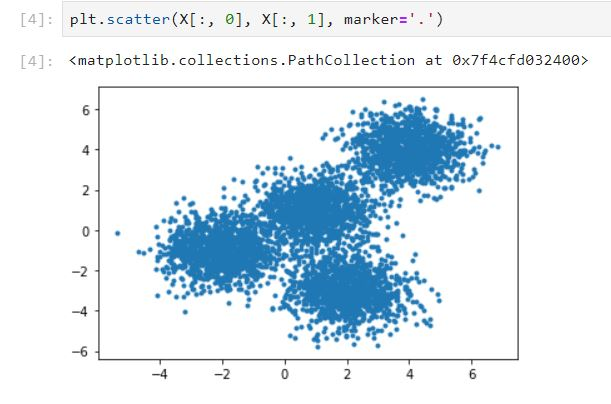 [4]: plt.scatter(X[:, 0], X[:, 1], marker='.')
[4]: <matplotlib.collections.PathCollection at 0x7f4cfd032400>
6
4
2
0
−2
−4
−6
−4 −2 0 2 4 6